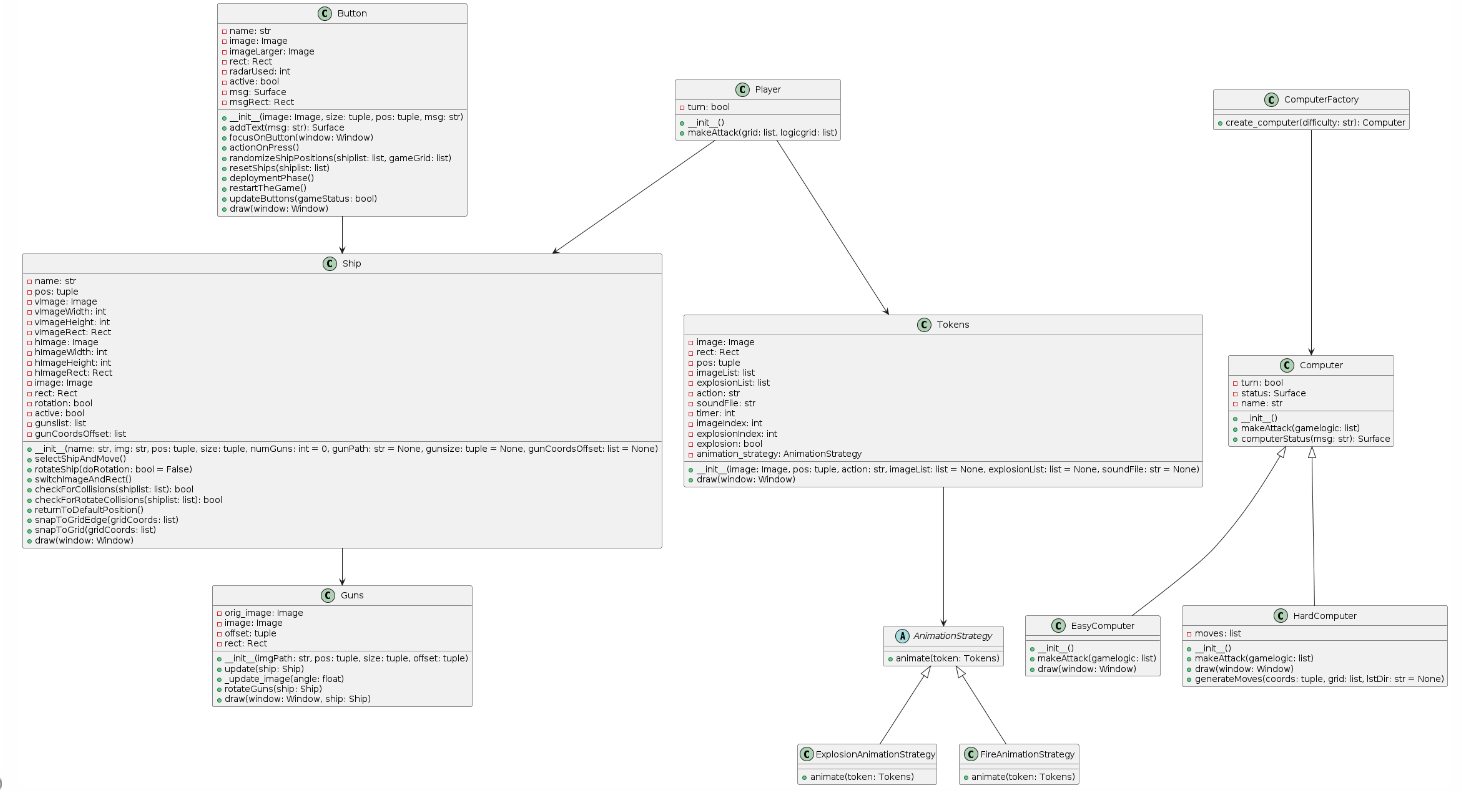 C Button
name: str
image: Image
imageLarger: Image
rect: Rect
radarUsed: int
active: bool
msg: Surface
msgRect: Rect
__init__(image: Image, size: tuple, pos: tuple, msg: str)
addText(msg: str): Surface
focusOnButton(window: Window)
actionOnPress()
randomizeShipPositions(shiplist: list, gameGrid: list)
resetShips(shiplist: list)
deploymentPhase()
restartTheGame()
updateButtons(gameStatus: bool)
draw(window: Window)
C Player
turn: bool
__init__()
makeAttack(grid: list, logicgrid: list)
C ComputerFactory
create_computer(difficulty: str): Computer
C Ship
name: str
pos: tuple
vImage: Image
vImageWidth: int
vImageHeight: int
vImageRect: Rect
hImage: Image
hImageWidth: int
hImageHeight: int
hImageRect: Rect
image: Image
rect: Rect
rotation: bool
active: bool
gunslist: list
gunCoordsOffset: list
__init__(name: str, img: str, pos: tuple, size: tuple, numGuns: int = 0, gunPath: str = None, gunsize: tuple = None, gunCoordsOffset: list = None)
selectShipAndMove()
rotateShip(doRotation: bool = False)
switchImageAndRect()
checkForCollisions(shiplist: list): bool
checkForRotateCollisions(shiplist: list): bool
returnToDefaultPosition()
snapToGridEdge(gridCoords: list)
snapToGrid(gridCoords: list)
draw(window: Window)
C Tokens
image: Image
rect: Rect
pos: tuple
imageList: list
explosionList: list
action: str
soundFile: str
timer: int
imageIndex: int
explosionIndex: int
explosion: bool
animation_strategy: AnimationStrategy
__init__(image: Image, pos: tuple, action: str, imageList: list = None, explosionList: list = None, soundFile: str = None)
draw(window: Window)
C Computer
turn: bool
status: Surface
name: str
__init__()
makeAttack(gamelogic: list)
computerStatus(msg: str): Surface
C Guns
orig_image: Image
image: Image
offset: tuple
rect: Rect
__init__(imgPath: str, pos: tuple, size: tuple, offset: tuple)
update(ship: Ship)
_update_image(angle: float)
rotateGuns(ship: Ship)
draw(window: Window, ship: Ship)
A AnimationStrategy
animate(token: Tokens)
C EasyComputer
__init__()
makeAttack(gamelogic: list)
draw(window: Window)
C HardComputer
moves: list
__init__()
makeAttack(gamelogic: list)
draw(window: Window)
generateMoves(coords: tuple, grid: list, lstDir: str = None)
C ExplosionAnimationStrategy
animate(token: Tokens)
C FireAnimationStrategy
animate(token: Tokens)